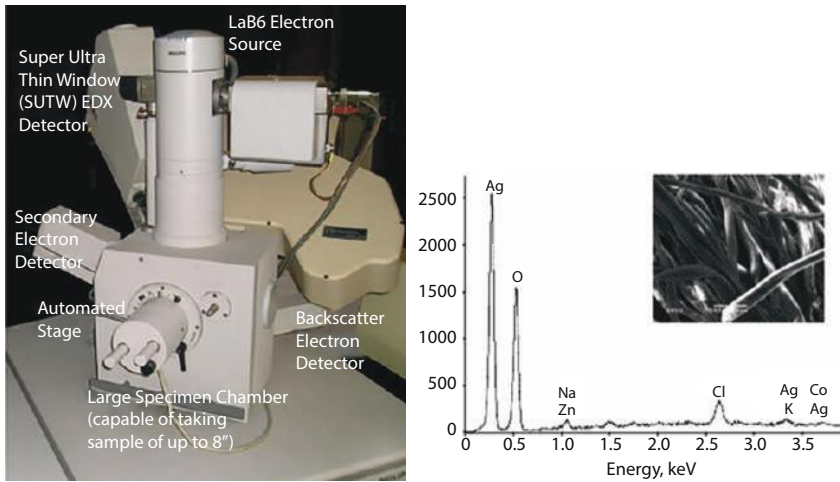 LaB6 Electron
Source
Super Ultra
Thin Window
(SUTW) EDX
Detector
Secondary
Electron
Detector
Automated
Stage
Backscatter
Electron
Detector
Large Specimen Chamber
(capable of taking
sample of up to 8")
2500
2000
1500
1000
500
0
Ag
O
Na
Zn
Cl
Ag
K
Co
Ag
0 0.5 1.0 1.5 2.0 2.5 3.0 3.5
Energy, keV